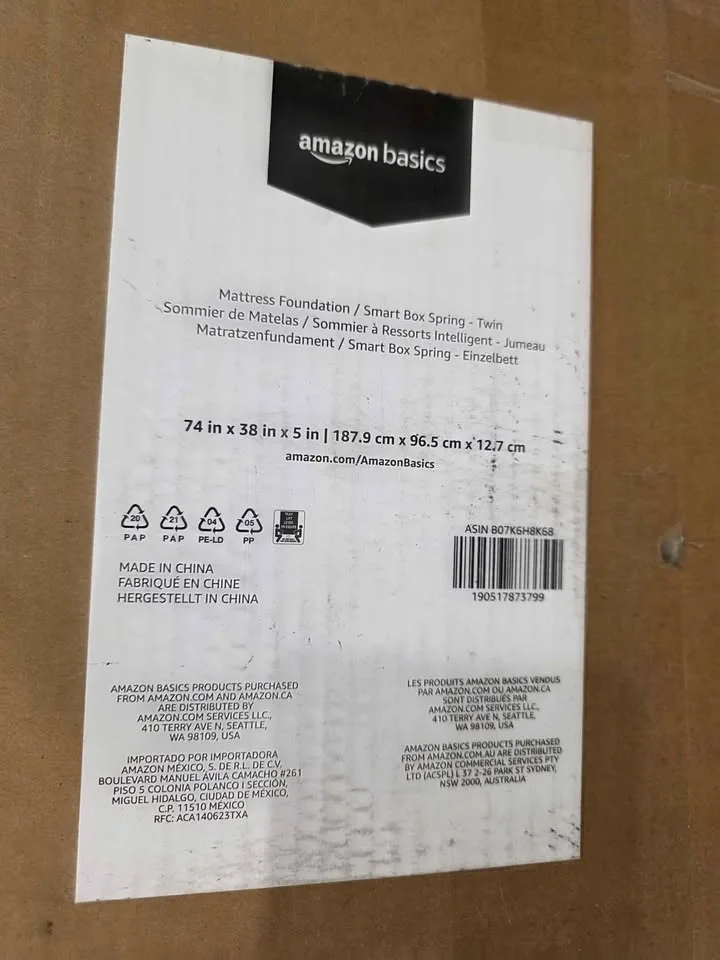 amazon basics
Mattress Foundation / Smart Box Spring - Twin
Sommier de Matelas / Sommier à Ressorts Intelligent - Jumeau
Matratzenfundament / Smart Box Spring - Einzelbett
74 in x 38 in x 5 in | 187.9 cm x 96.5 cm x 12.7 cm
amazon.com/AmazonBasics
20 21 04 05
PAP PAP PE-LD PP
MADE IN CHINA
FABRIQUÉ EN CHINE
HERGESTELLT IN CHINA
ASIN B07K6H8K68
190517873799
AMAZON BASICS PRODUCTS PURCHASED
FROM AMAZON.COM AND AMAZON.CA
ARE DISTRIBUTED BY
AMAZON.COM SERVICES LLC.,
410 TERRY AVE N, SEATTLE,
WA 98109, USA
IMPORTADO POR IMPORTADORA
AMAZON MÉXICO, S. DE R.L. DE C.V.
BOULEVARD MANUEL ÁVILA CAMACHO #261
PISO 5 COLONIA POLANCO I SECCIÓN,
MIGUEL HIDALGO, CIUDAD DE MÉXICO,
C.P. 11510 MÉXICO
RFC: ACA140623TXA
LES PRODUITS AMAZON BASICS VENDUS
PAR AMAZON.COM OU AMAZON.CA
SONT DISTRIBUÉS PAR
AMAZON.COM SERVICES LLC.,
410 TERRY AVE N, SEATTLE,
WA 98109, USA
AMAZON BASICS PRODUCTS PURCHASED
FROM AMAZON.COM.AU ARE DISTRIBUTED
BY AMAZON COMMERCIAL SERVICES PTY
LTD (ACSPL) L 37 2-26 PARK ST SYDNEY,
NSW 2000, AUSTRALIA